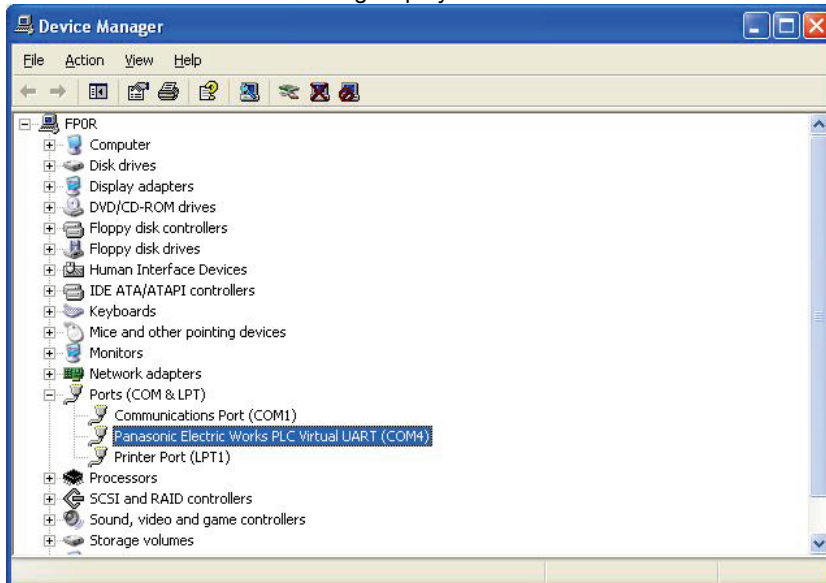 Device Manager
File Action View Help
FP0R
Computer
Disk drives
Display adapters
DVD/CD-ROM drives
Floppy disk controllers
Floppy disk drives
Human Interface Devices
IDE ATA/ATAPI controllers
Keyboards
Mice and other pointing devices
Monitors
Network adapters
Ports (COM & LPT)
Communications Port (COM1)
Panasonic Electric Works PLC Virtual UART (COM4)
Printer Port (LPT1)
Processors
SCSI and RAID controllers
Sound, video and game controllers
Storage volumes